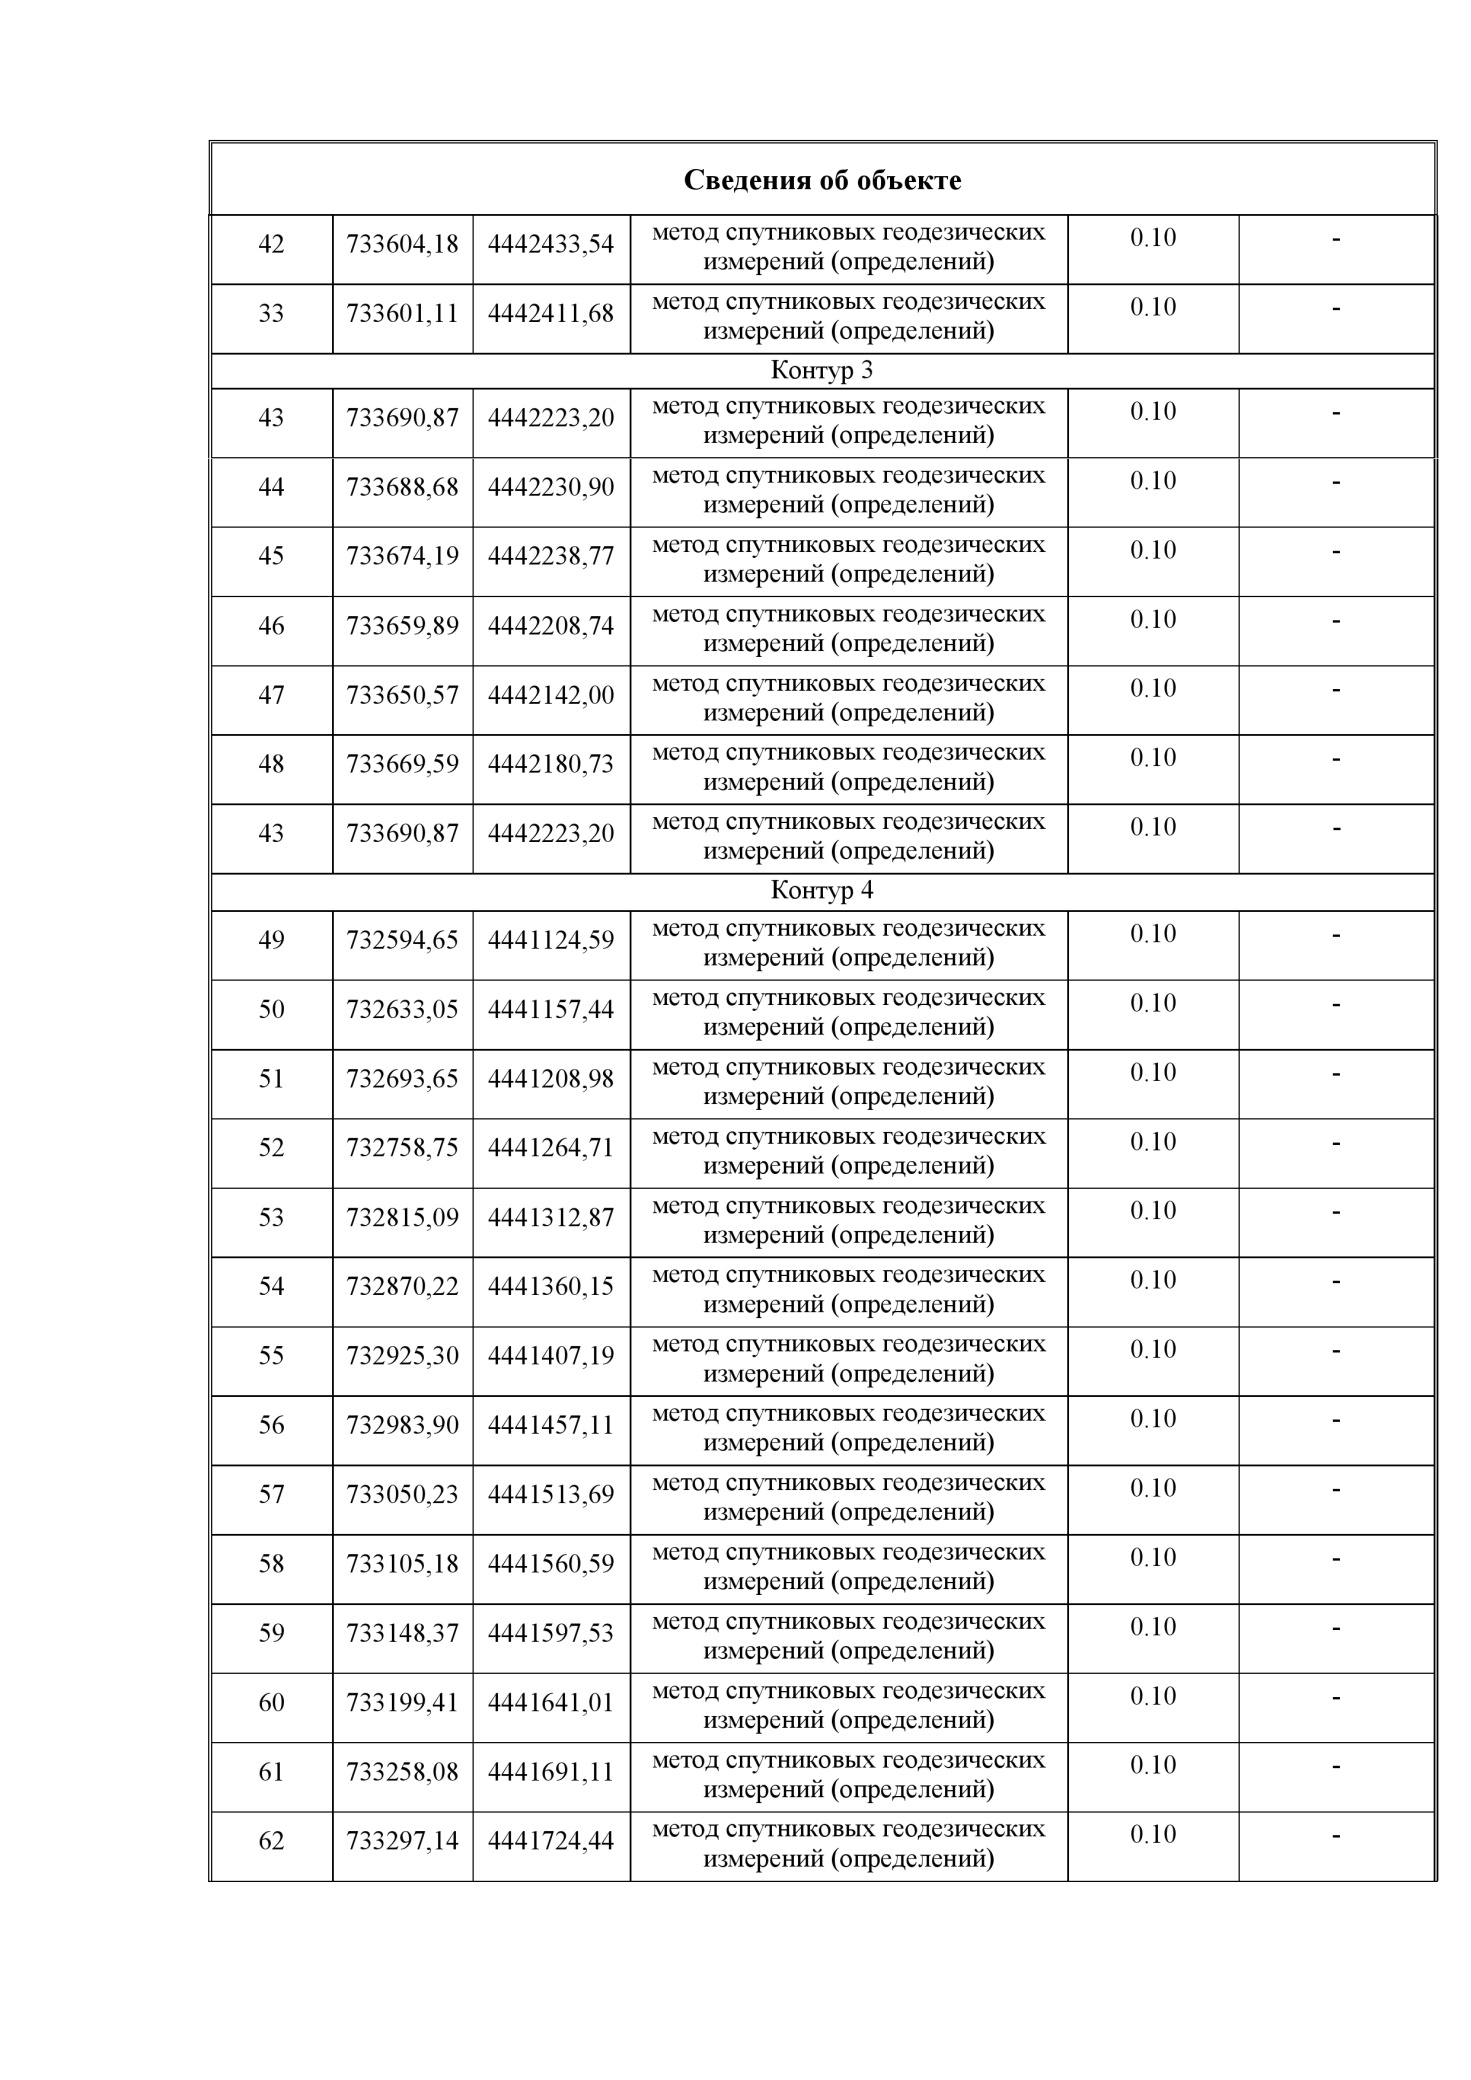 Сведения об объекте
42 733604,18 4442433,54 метод спутниковых геодезических 0.10 -
измерений (определений)
33 733601,11 4442411,68 метод спутниковых геодезических 0.10 -
измерений (определений)
Контур 3
43 733690,87 4442223,20 метод спутниковых геодезических 0.10 -
измерений (определений)
44 733688,68 4442230,90 метод спутниковых геодезических 0.10 -
измерений (определений)
45 733674,19 4442238,77 метод спутниковых геодезических 0.10 -
измерений (определений)
46 733659,89 4442208,74 метод спутниковых геодезических 0.10 -
измерений (определений)
47 733650,57 4442142,00 метод спутниковых геодезических 0.10 -
измерений (определений)
48 733669,59 4442180,73 метод спутниковых геодезических 0.10 -
измерений (определений)
43 733690,87 4442223,20 метод спутниковых геодезических 0.10 -
измерений (определений)
Контур 4
49 732594,65 4441124,59 метод спутниковых геодезических 0.10 -
измерений (определений)
50 732633,05 4441157,44 метод спутниковых геодезических 0.10 -
измерений (определений)
51 732693,65 4441208,98 метод спутниковых геодезических 0.10 -
измерений (определений)
52 732758,75 4441264,71 метод спутниковых геодезических 0.10 -
измерений (определений)
53 732815,09 4441312,87 метод спутниковых геодезических 0.10 -
измерений (определений)
54 732870,22 4441360,15 метод спутниковых геодезических 0.10 -
измерений (определений)
55 732925,30 4441407,19 метод спутниковых геодезических 0.10 -
измерений (определений)
56 732983,90 4441457,11 метод спутниковых геодезических 0.10 -
измерений (определений)
57 733050,23 4441513,69 метод спутниковых геодезических 0.10 -
измерений (определений)
58 733105,18 4441560,59 метод спутниковых геодезических 0.10 -
измерений (определений)
59 733148,37 4441597,53 метод спутниковых геодезических 0.10 -
измерений (определений)
60 733199,41 4441641,01 метод спутниковых геодезических 0.10 -
измерений (определений)
61 733258,08 4441691,11 метод спутниковых геодезических 0.10 -
измерений (определений)
62 733297,14 4441724,44 метод спутниковых геодезических 0.10 -
измерений (определений)